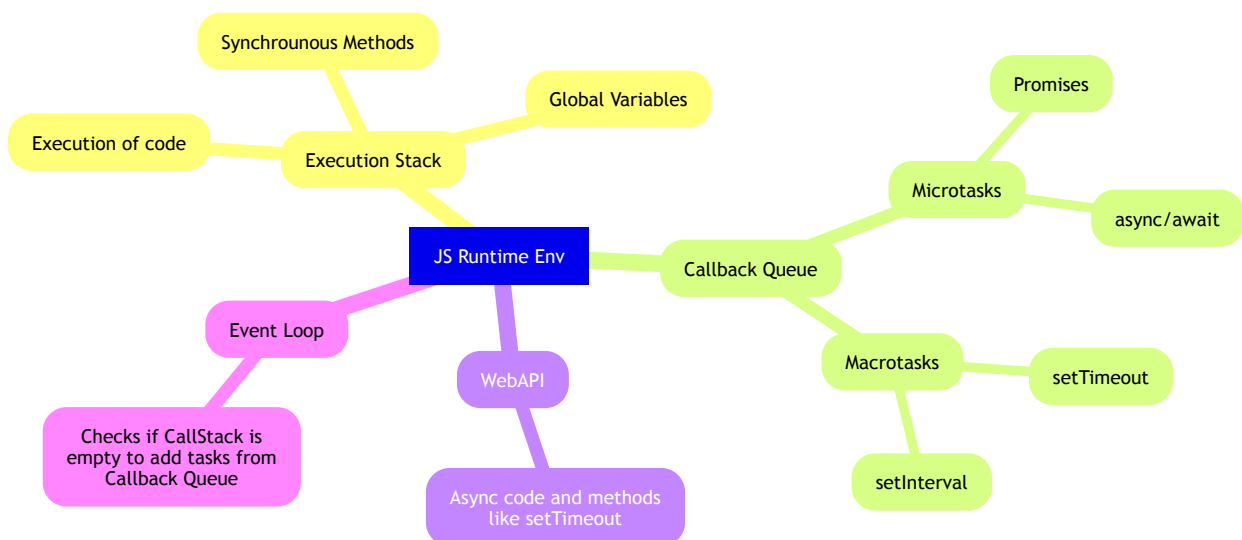 Synchrounous Methods
Global Variables
Execution of code
Execution Stack
JS Runtime Env
Promises
Microtasks
async/await
Callback Queue
Macrotasks
setTimeout
setInterval
Event Loop
Checks if CallStack is
empty to add tasks from
Callback Queue
WebAPI
Async code and methods
like setTimeout